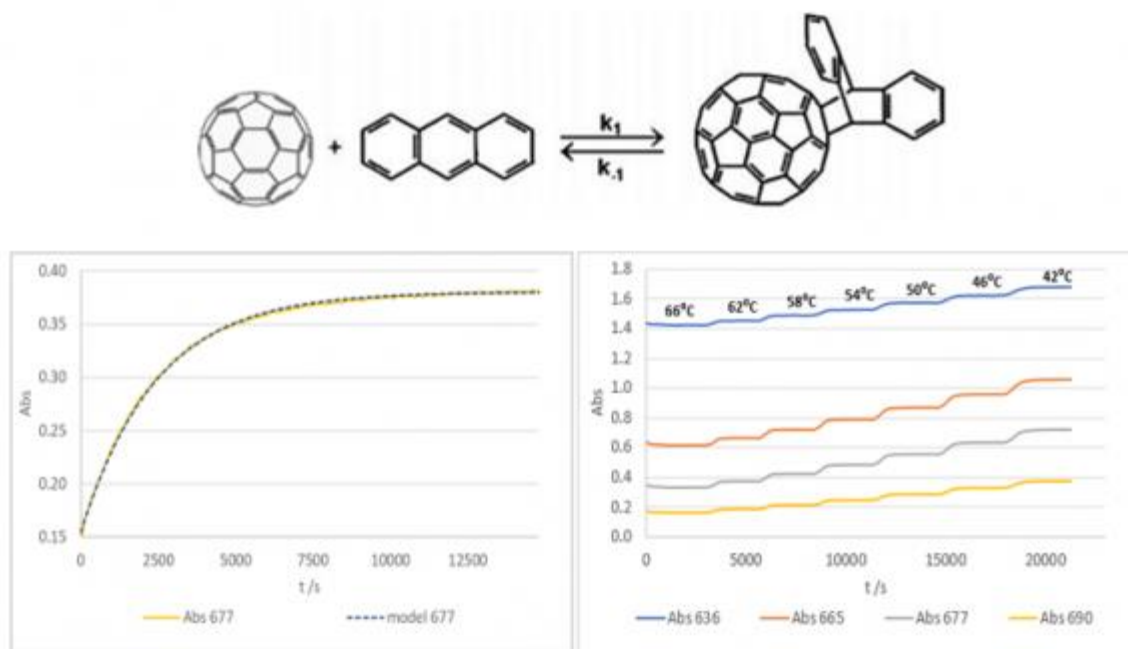 +
k₁
k₋₁
0.40
0.35
0.30
0.25
0.20
0.15
Abs
0
2500
5000
7500
10000
12500
t /s
Abs 677
model 677
1.8
1.6
1.4
1.2
1.0
0.8
0.6
0.4
0.2
0.0
Abs
66°C
62°C
58°C
54°C
50°C
46°C
42°C
0
5000
10000
15000
20000
t /s
Abs 636
Abs 665
Abs 677
Abs 690